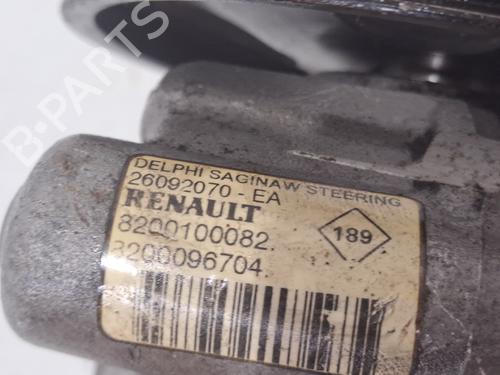 B-PARTS
DELPHI SAGINAW STEERING
26092070 - EA
RENAULT
8200100082.
8200096704.
189